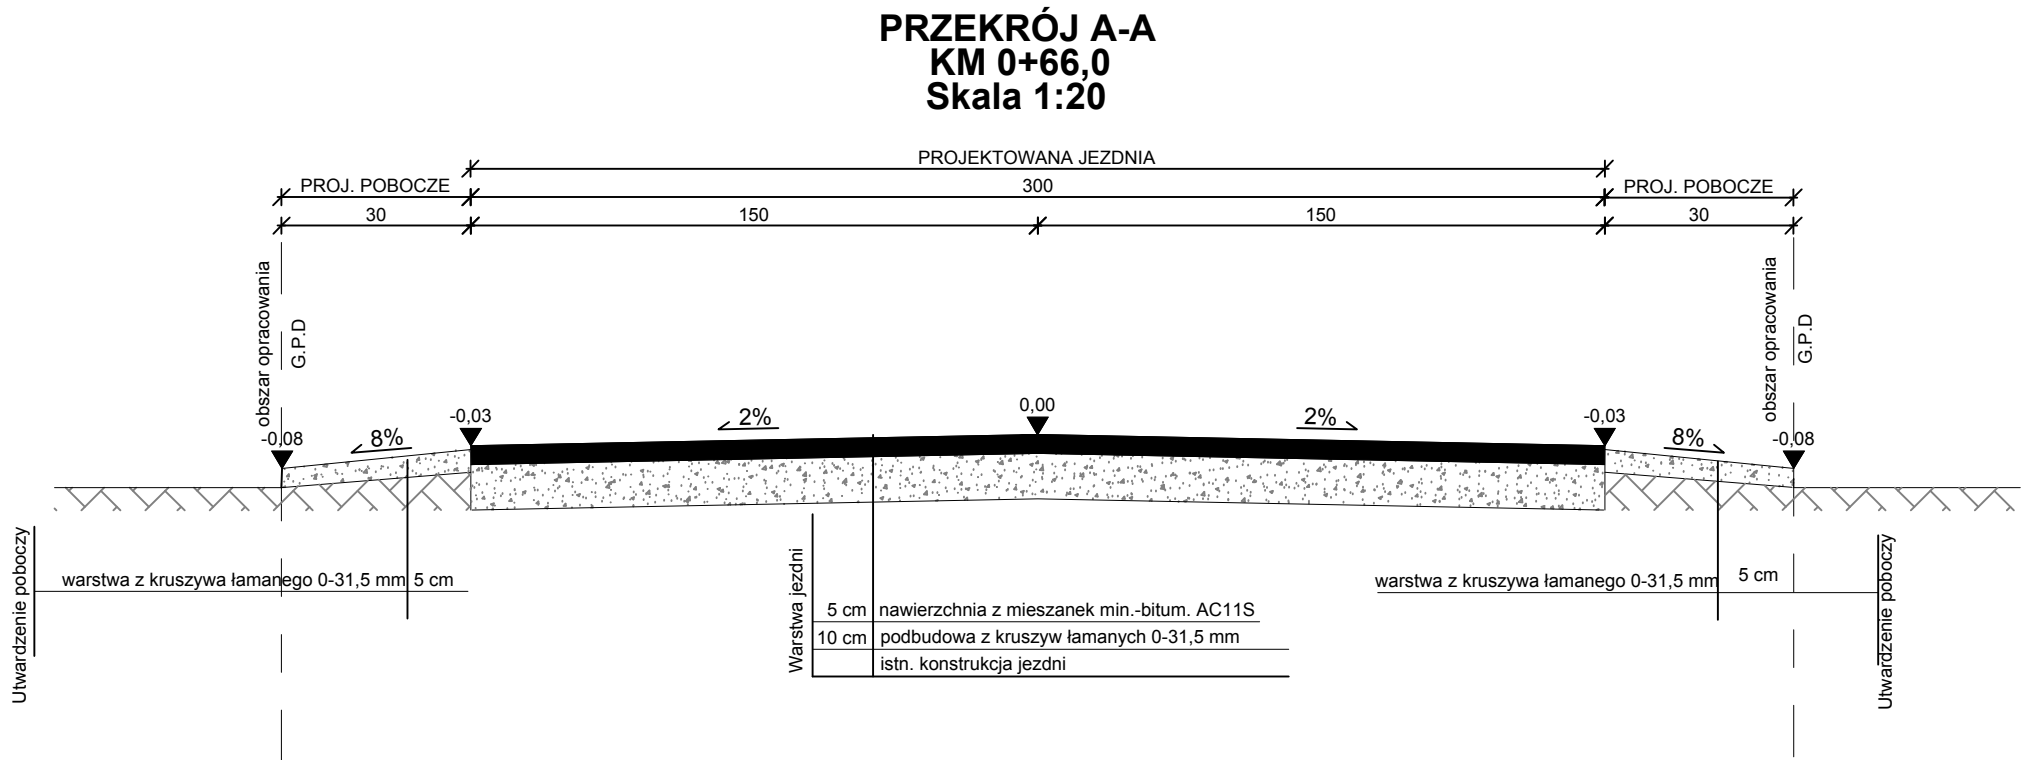 PRZEKRÓJ A-A
KM 0+66,0
Skala 1:20
PROJEKTOWANA JEZDNIA
PROJ. POBOCZE
300
PROJ. POBOCZE
30
150
150
30
obszar opracowania
G.P.D
obszar opracowania
G.P.D
-0,08
8%
-0,03
2%
0,00
2%
-0,03
8%
-0,08
Utwardzenie poboczy
warstwa z kruszywa łamanego 0-31,5 mm 5 cm
Warstwa jezdni
5 cm nawierzchnia z mieszanek min.-bitum. AC11S
10 cm podbudowa z kruszyw łamanych 0-31,5 mm
istn. konstrukcja jezdni
warstwa z kruszywa łamanego 0-31,5 mm 5 cm
Utwardzenie poboczy